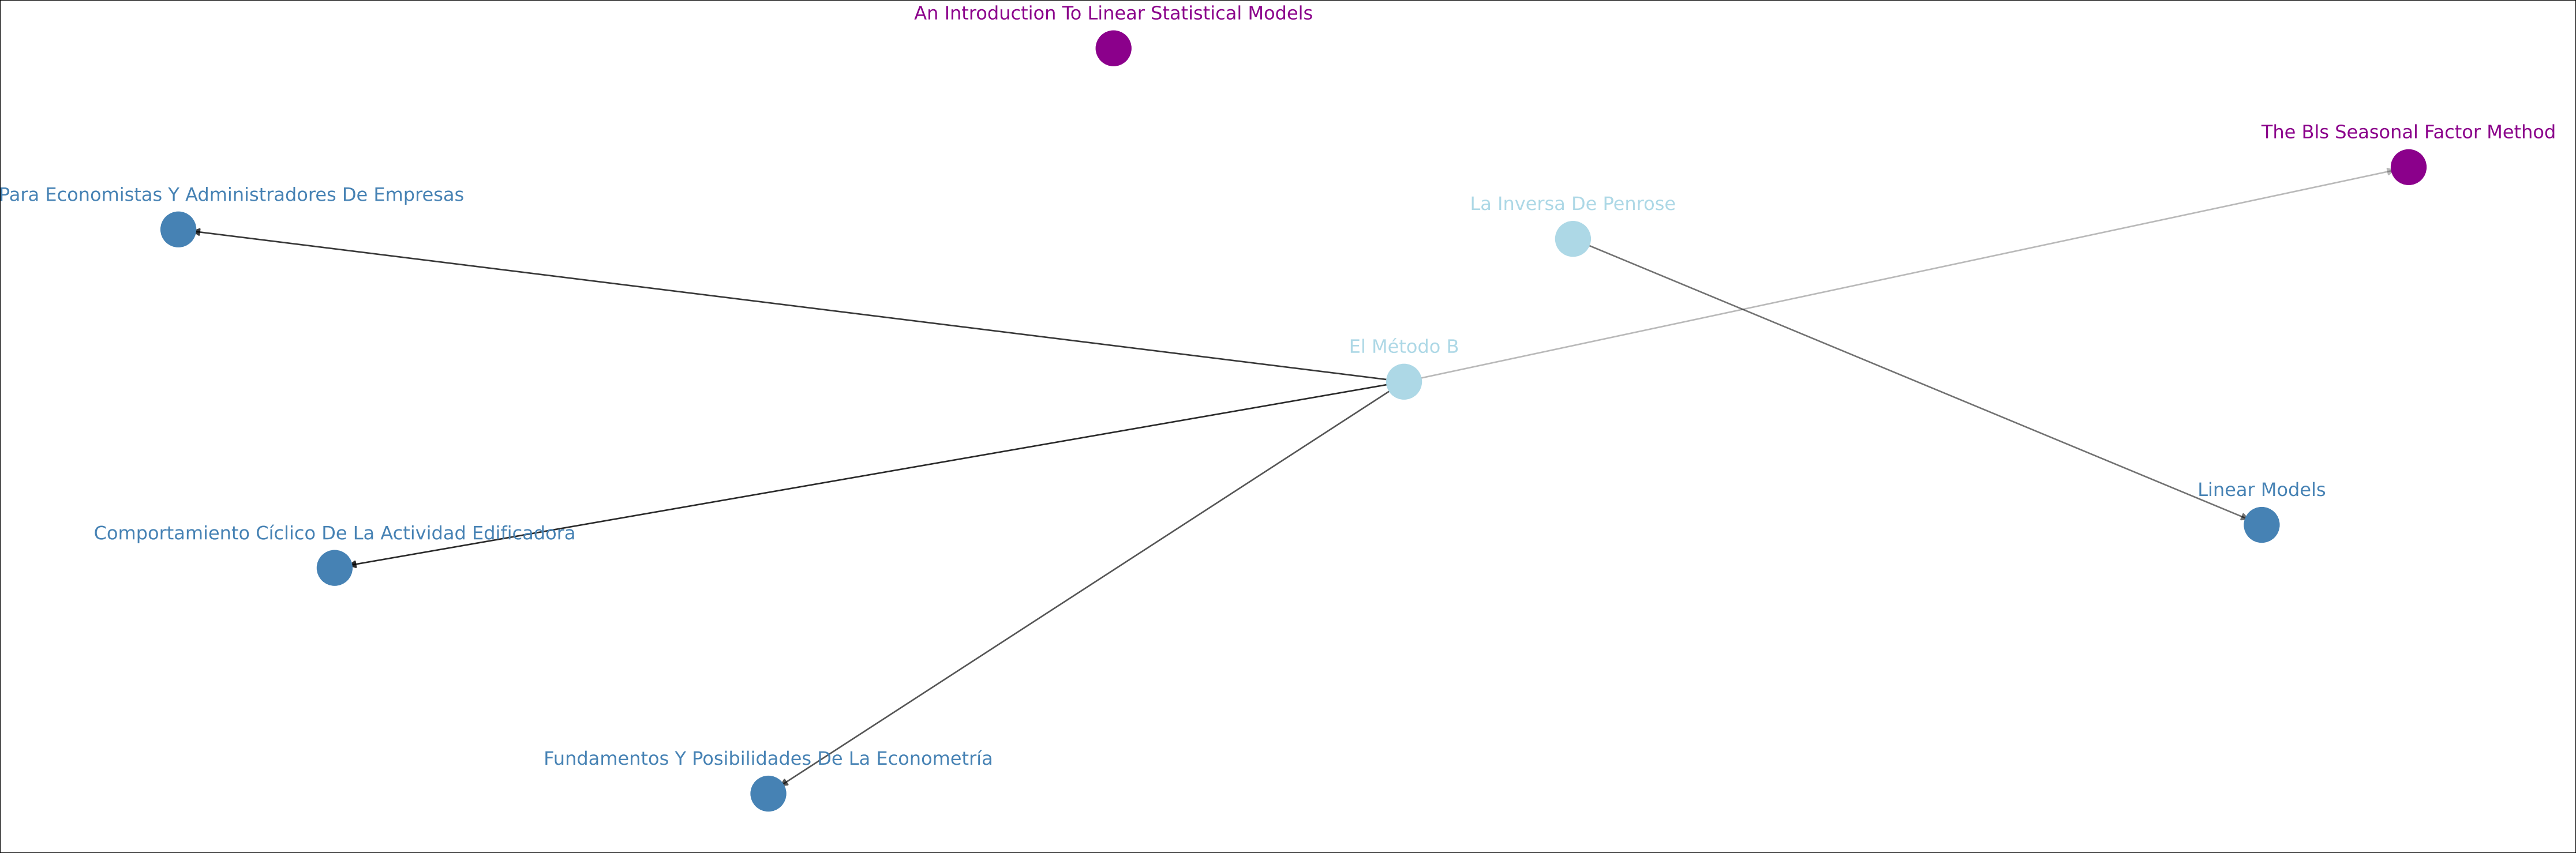 An Introduction To Linear Statistical Models
The Bls Seasonal Factor Method
Para Economistas Y Administradores De Empresas
La Inversa De Penrose
El Método B
Linear Models
Comportamiento Cíclico De La Actividad Edificadora
Fundamentos Y Posibilidades De La Econometría